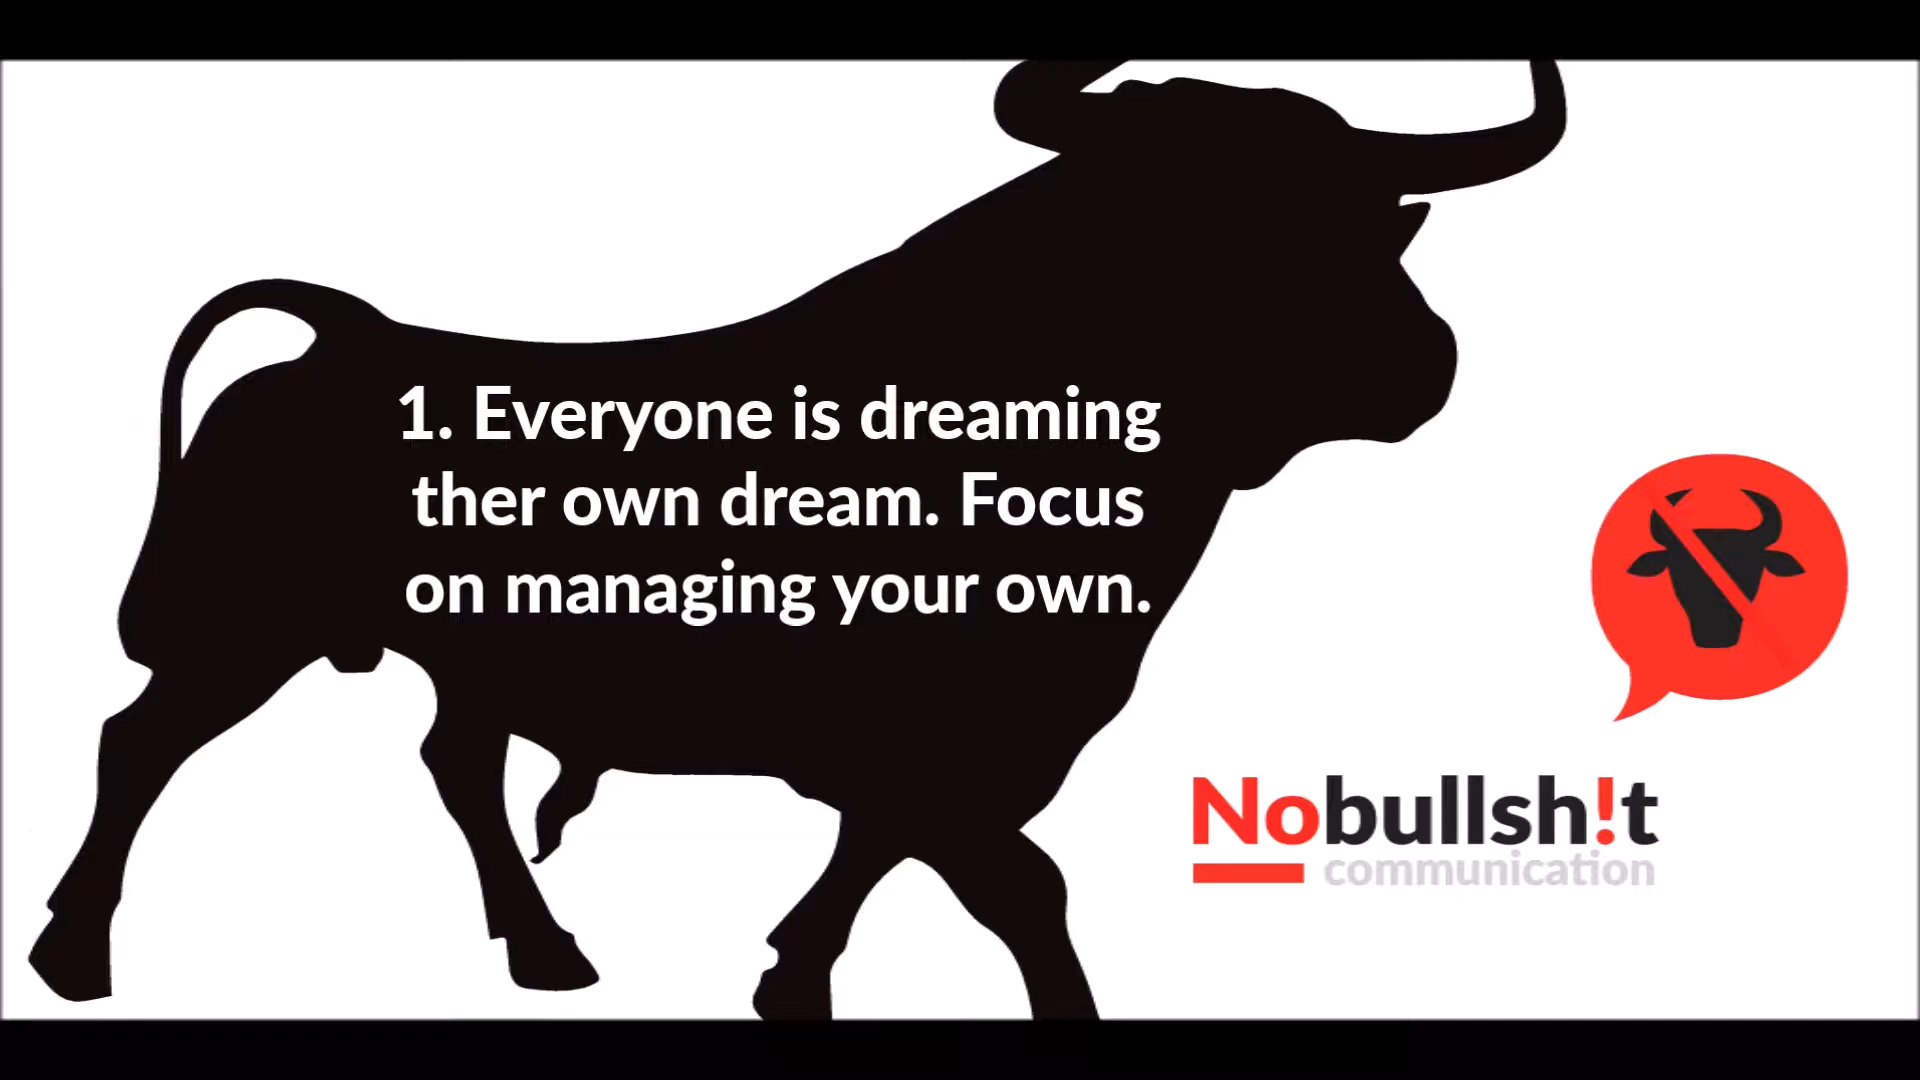 1. Everyone is dreaming
ther own dream. Focus
on managing your own.
Nobullsh!t
communication